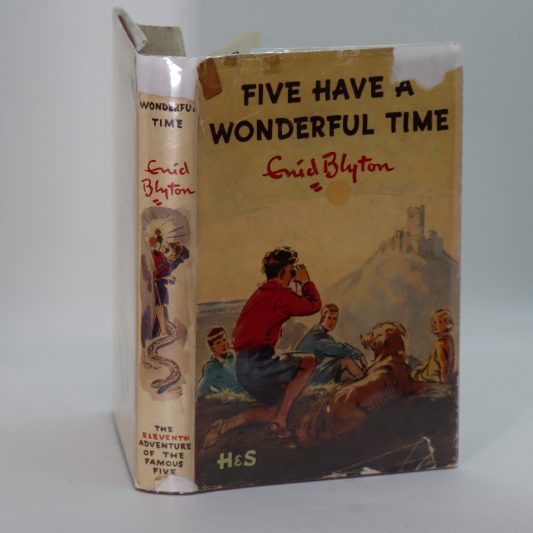 WONDERFUL
TIME
Enid
Blyton
THE
ELEVENTH
ADVENTURE
OF THE
FAMOUS
FIVE
FIVE HAVE A
WONDERFUL TIME
Enid Blyton
H&S